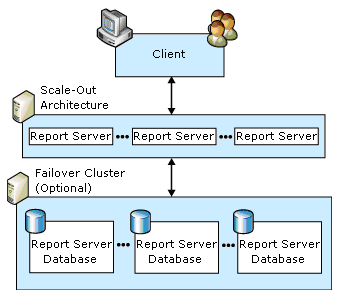 Client
Scale-Out
Architecture
Report Server ••• Report Server ••• Report Server
Failover Cluster
(Optional)
Report Server
Database
•••
Report Server
Database
•••
Report Server
Database